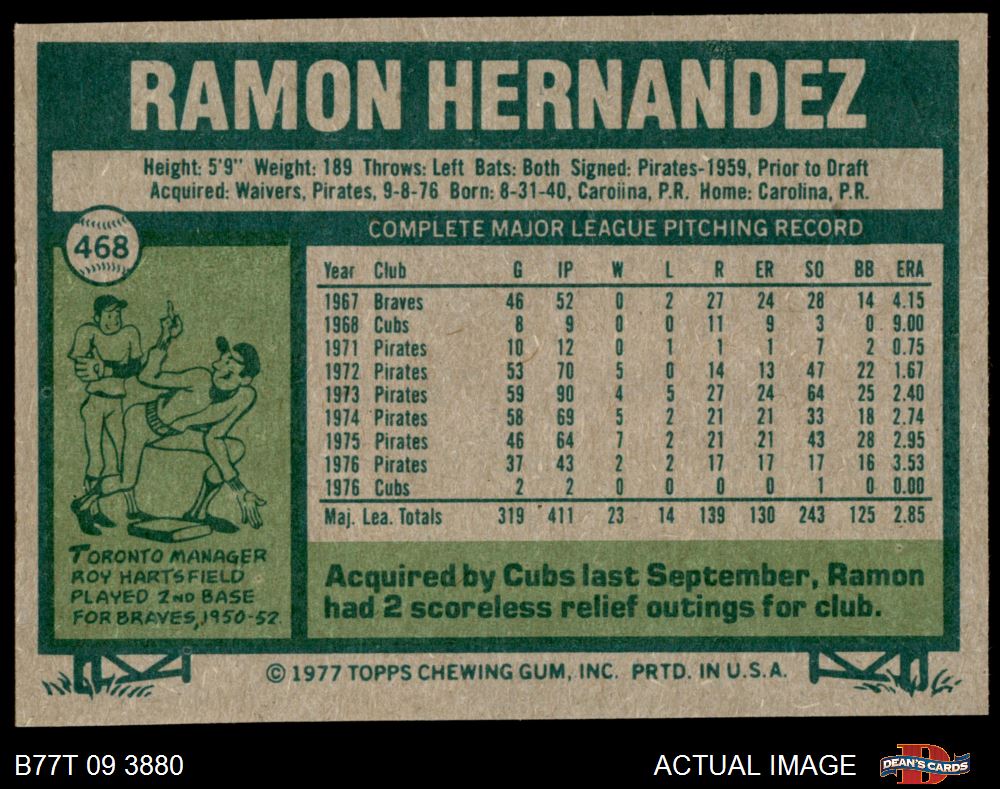 RAMON HERNANDEZ
Height: 5'9" Weight: 189 Throws: Left Bats: Both Signed: Pirates-1959, Prior to Draft
Acquired: Waivers, Pirates, 9-8-76 Born: 8-31-40, Carolina, P.R. Home: Carolina, P.R.
468
COMPLETE MAJOR LEAGUE PITCHING RECORD
Year Club G IP W L R ER SO BB ERA
1967 Braves 46 52 0 2 27 24 28 14 4.15
1968 Cubs 8 9 0 0 11 9 3 0 9.00
1971 Pirates 10 12 0 1 1 1 7 2 0.75
1972 Pirates 53 70 5 0 14 13 47 22 1.67
1973 Pirates 59 90 4 5 27 24 64 25 2.40
1974 Pirates 58 69 5 2 21 21 33 18 2.74
1975 Pirates 46 64 7 2 21 21 43 28 2.95
1976 Pirates 37 43 2 2 17 17 17 16 3.53
1976 Cubs 2 2 0 0 0 0 1 0 0.00
Maj. Lea. Totals 319 411 23 14 139 130 243 125 2.85
TORONTO MANAGER
ROY HARTSFIELD
PLAYED 2ND BASE
FOR BRAVES, 1950-52.
Acquired by Cubs last September, Ramon
had 2 scoreless relief outings for club.
© 1977 TOPPS CHEWING GUM, INC. PRTD. IN U.S.A.
B77T 09 3880
ACTUAL IMAGE
D
DEAN'S CARDS